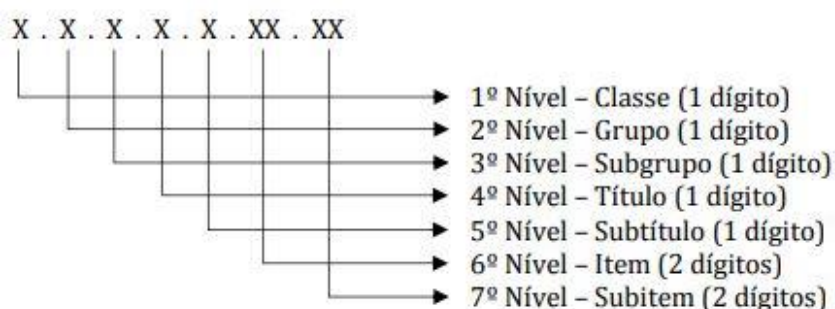 X . X . X . X . X . XX . XX
1º Nível – Classe (1 dígito)
2º Nível – Grupo (1 dígito)
3º Nível – Subgrupo (1 dígito)
4º Nível – Título (1 dígito)
5º Nível – Subtítulo (1 dígito)
6º Nível – Item (2 dígitos)
7º Nível – Subitem (2 dígitos)